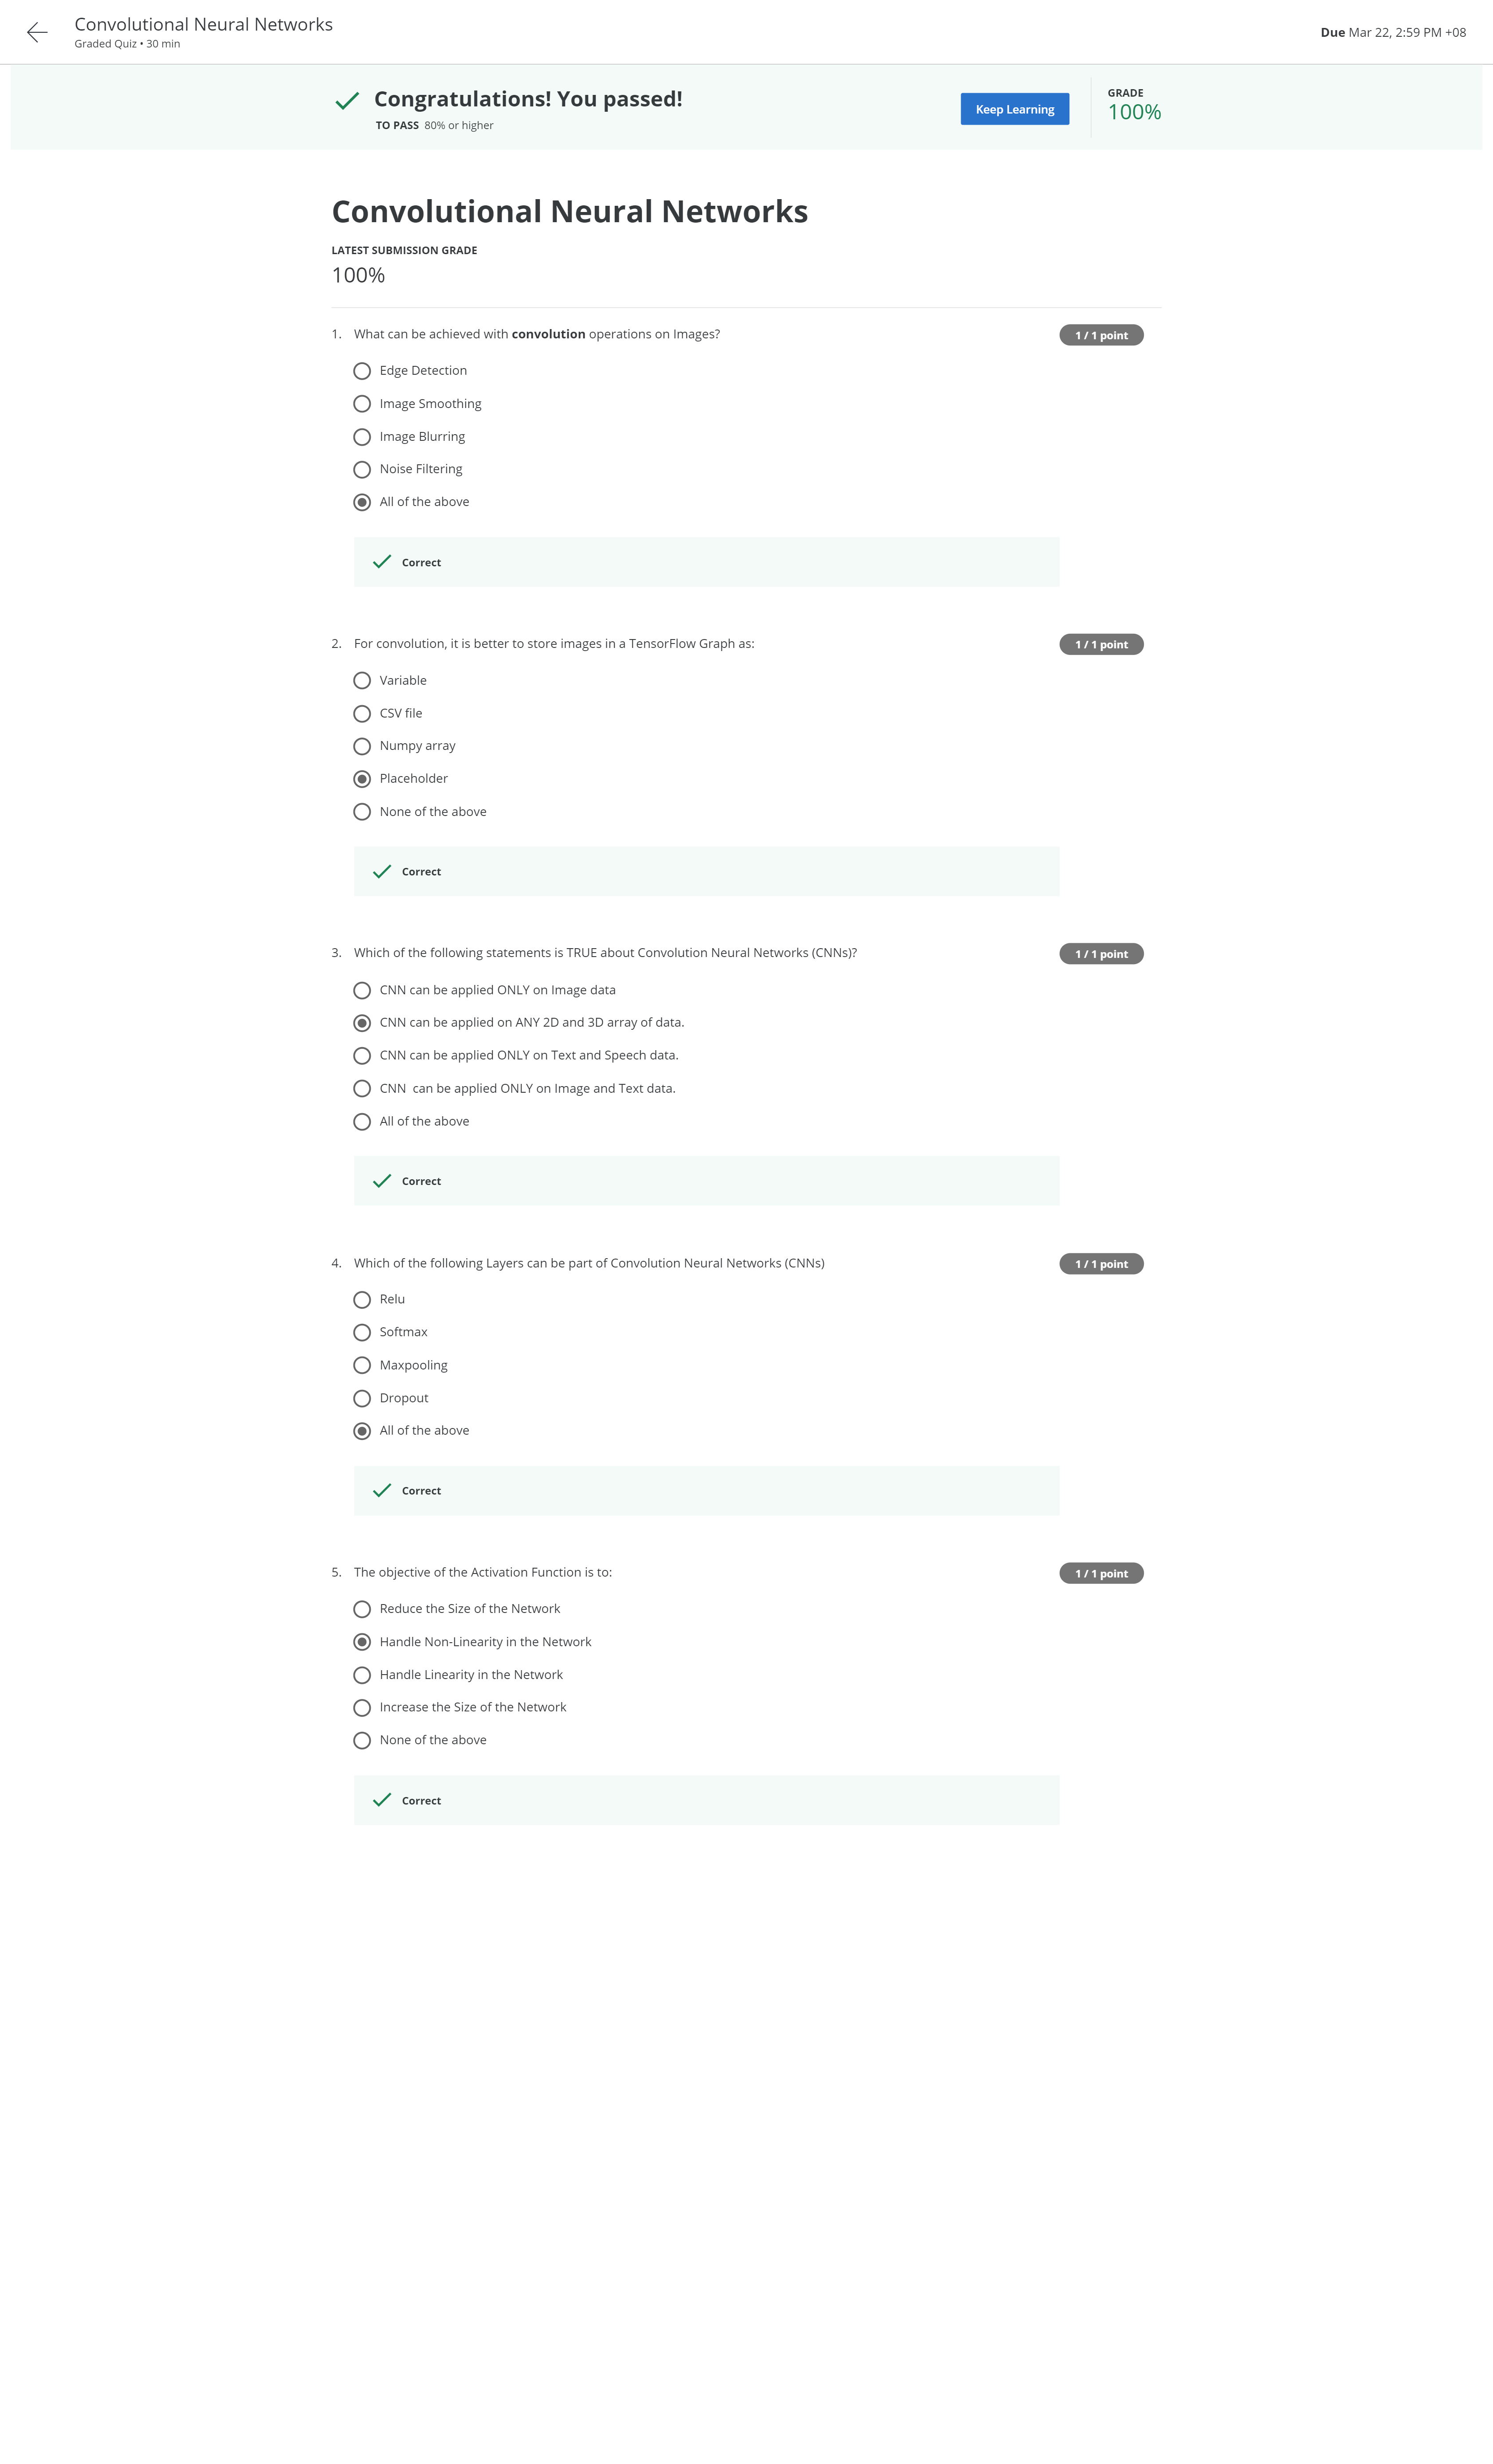 Convolutional Neural Networks
Graded Quiz • 30 min
Due Mar 22, 2:59 PM +08
Congratulations! You passed!
TO PASS 80% or higher
Keep Learning
GRADE
100%
Convolutional Neural Networks
LATEST SUBMISSION GRADE
100%
1. What can be achieved with convolution operations on Images?
1 / 1 point
Edge Detection
Image Smoothing
Image Blurring
Noise Filtering
All of the above
Correct
2. For convolution, it is better to store images in a TensorFlow Graph as:
1 / 1 point
Variable
CSV file
Numpy array
Placeholder
None of the above
Correct
3. Which of the following statements is TRUE about Convolution Neural Networks (CNNs)?
1 / 1 point
CNN can be applied ONLY on Image data
CNN can be applied on ANY 2D and 3D array of data.
CNN can be applied ONLY on Text and Speech data.
CNN  can be applied ONLY on Image and Text data.
All of the above
Correct
4. Which of the following Layers can be part of Convolution Neural Networks (CNNs)
1 / 1 point
Relu
Softmax
Maxpooling
Dropout
All of the above
Correct
5. The objective of the Activation Function is to:
1 / 1 point
Reduce the Size of the Network
Handle Non-Linearity in the Network
Handle Linearity in the Network
Increase the Size of the Network
None of the above
Correct